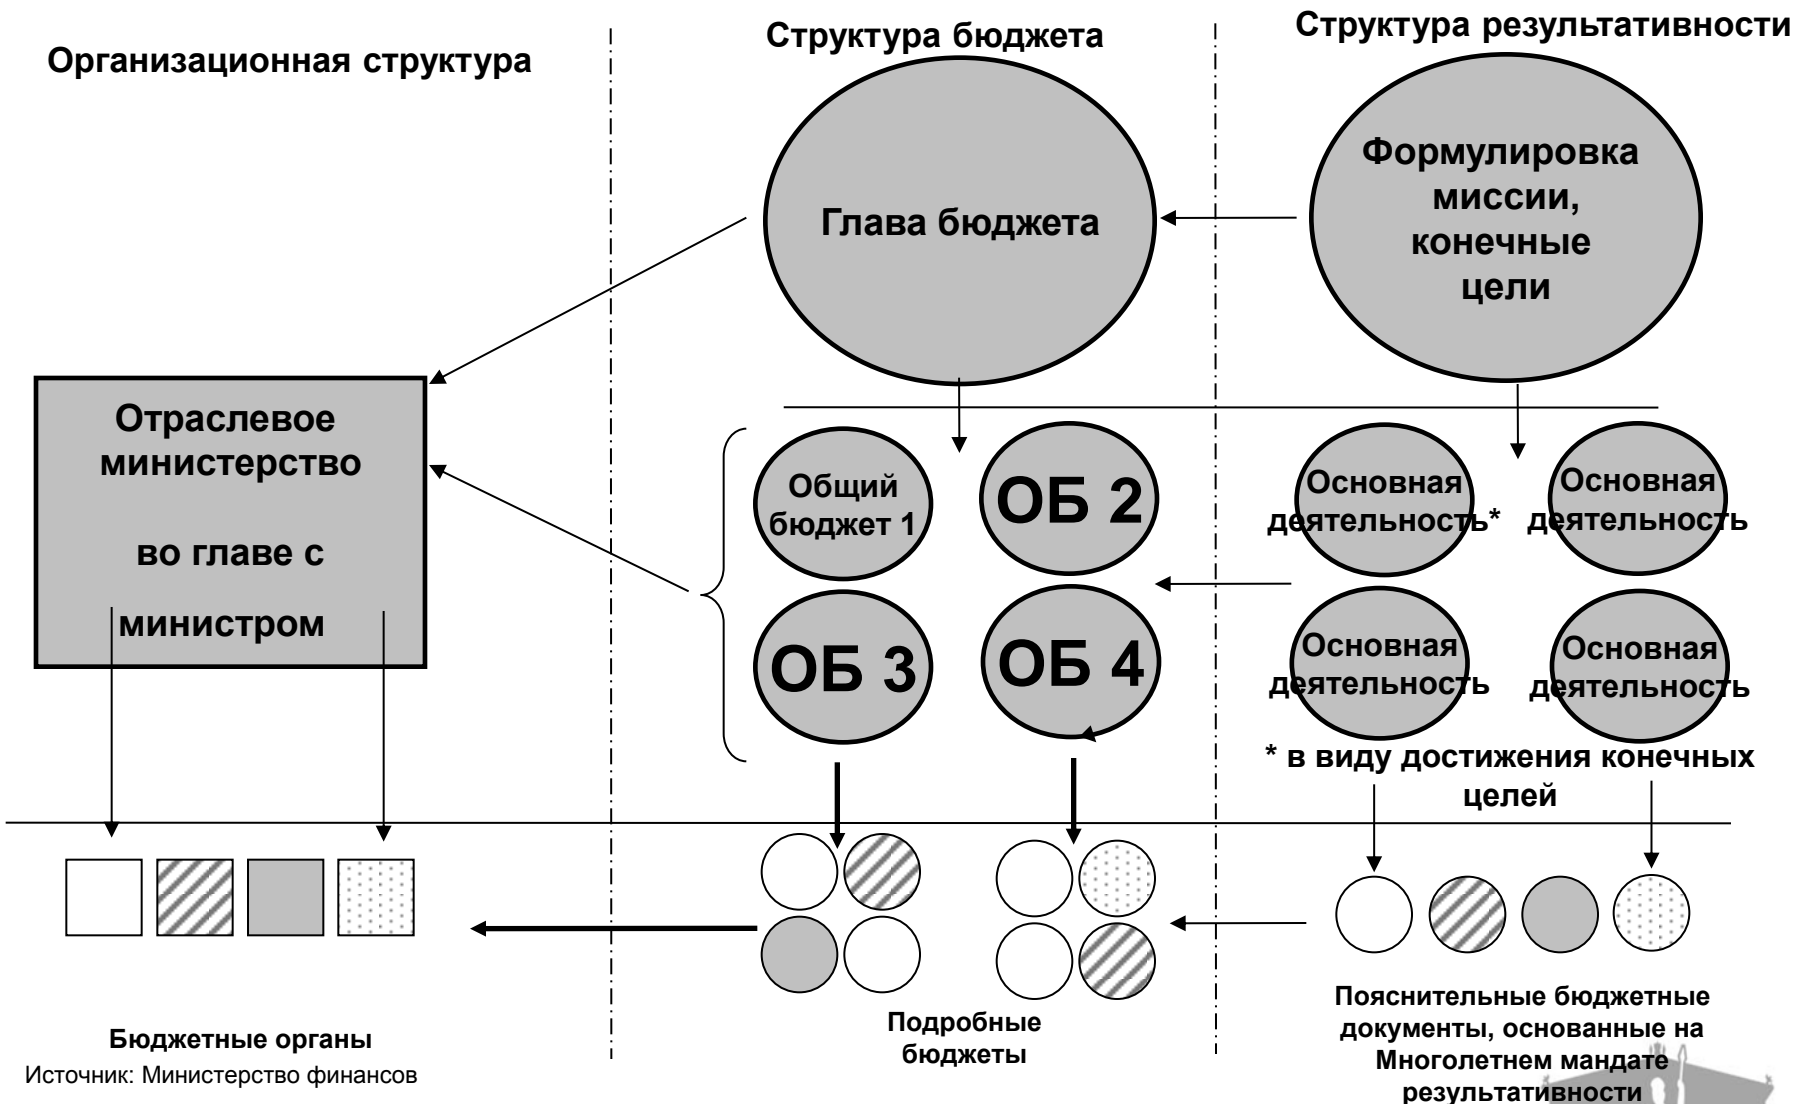 Организационная структура
Структура бюджета
Структура результативности
Глава бюджета
Формулировка
миссии,
конечные
цели
Отраслевое
министерство
во главе с
министром
Общий
бюджет 1
ОБ 2
ОБ 3
ОБ 4
Основная
деятельность*
Основная
деятельность
Основная
деятельность
Основная
деятельность
* в виду достижения конечных
целей
Бюджетные органы
Подробные
бюджеты
Пояснительные бюджетные
документы, основанные на
Многолетнем мандате
результативности
Источник: Министерство финансов